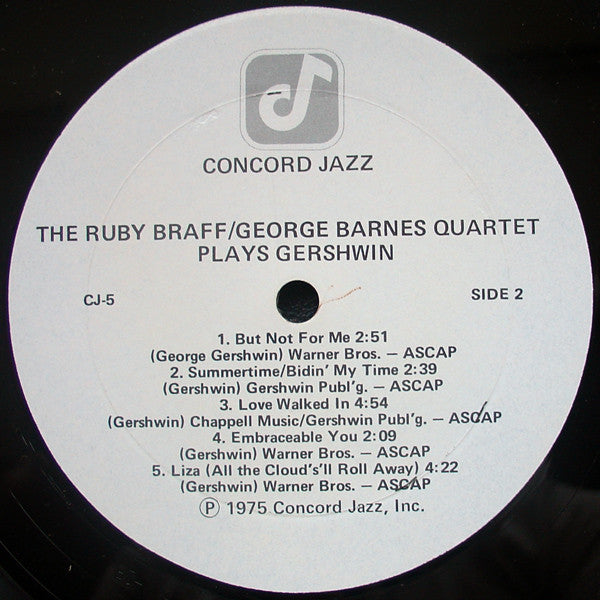 CONCORD JAZZ
THE RUBY BRAFF/GEORGE BARNES QUARTET
PLAYS GERSHWIN
CJ-5
SIDE 2
1. But Not For Me 2:51
(George Gershwin) Warner Bros. — ASCAP
2. Summertime/Bidin' My Time 2:39
(Gershwin) Gershwin Publ'g. — ASCAP
3. Love Walked In 4:54
(Gershwin) Chappell Music/Gershwin Publ'g. — ASCAP
4. Embraceable You 2:09
(Gershwin) Warner Bros. — ASCAP
5. Liza (All the Cloud's'll Roll Away) 4:22
(Gershwin) Warner Bros. — ASCAP
Ⓟ 1975 Concord Jazz, Inc.